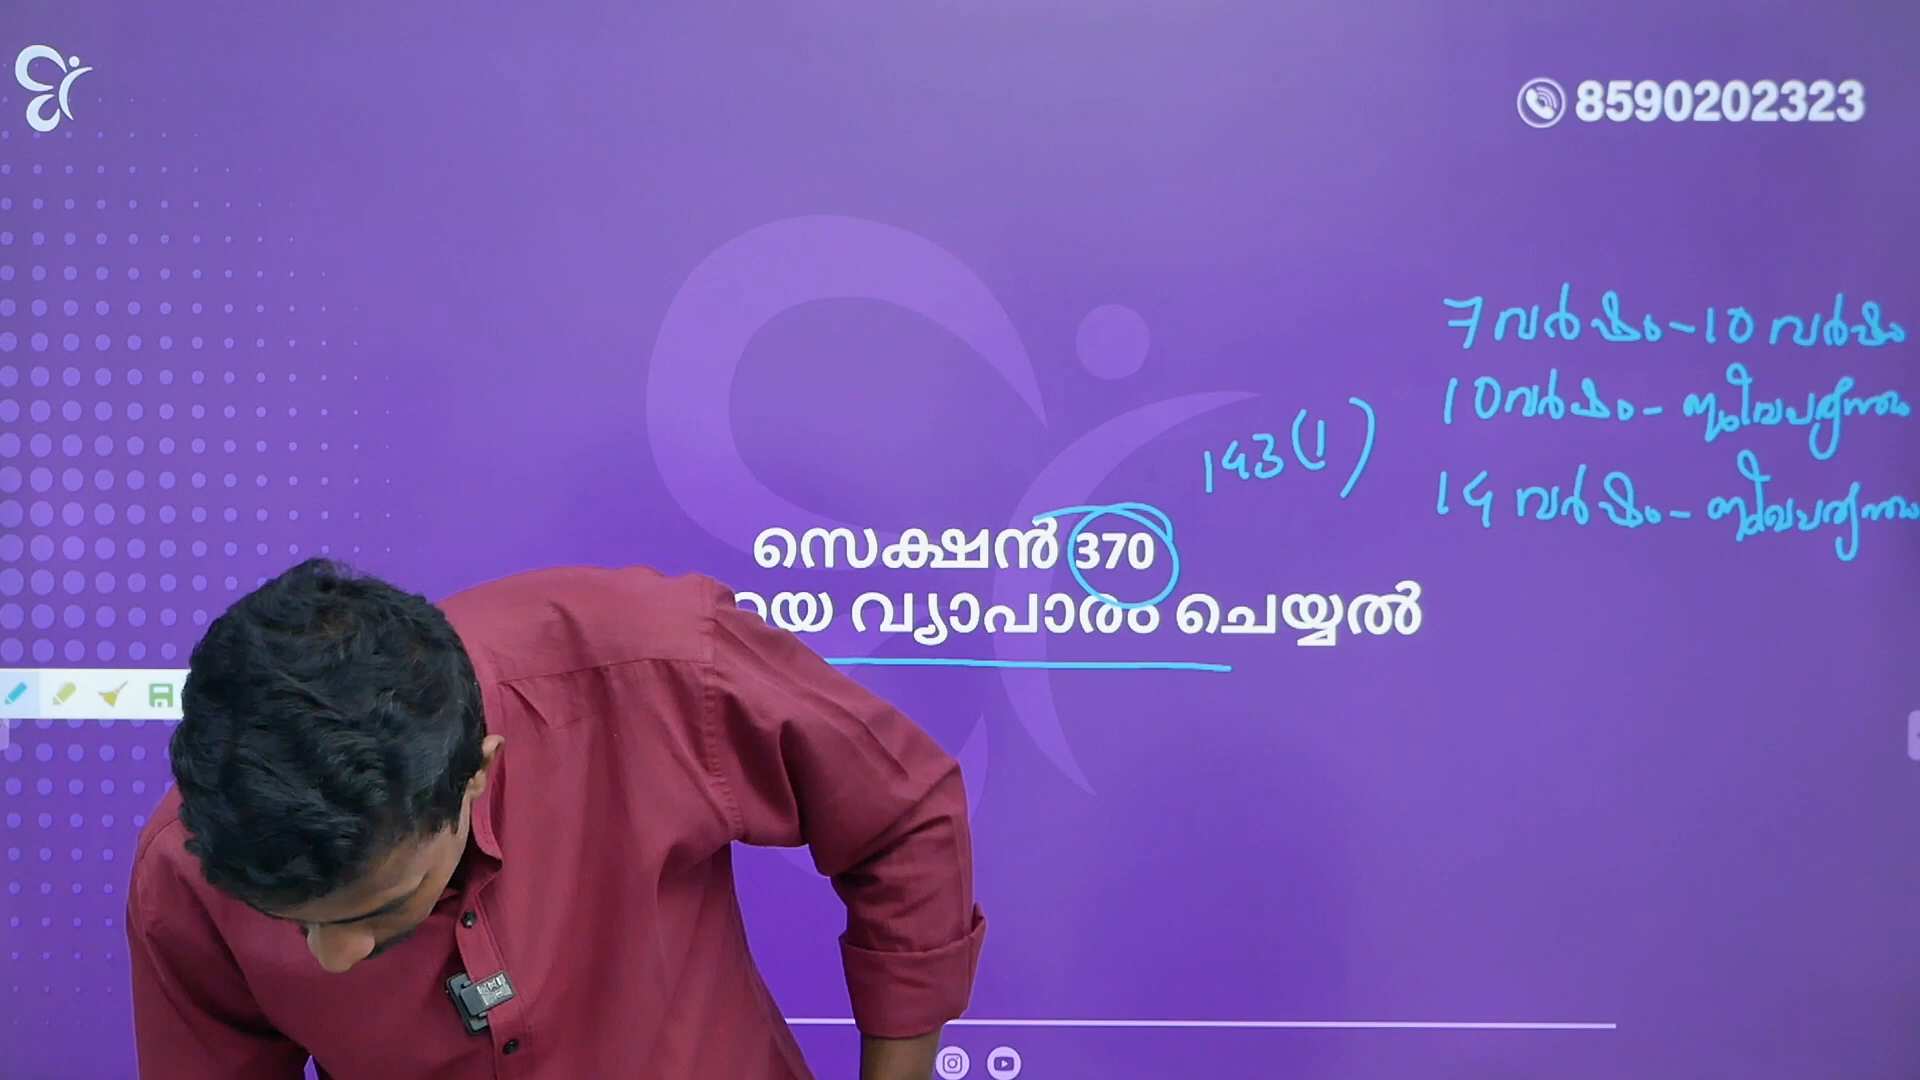 8590202323
7 വർഷം - 10 വർഷം
10 വർഷം - ജീവപര്യന്തം
143(1)
14 വർഷം - ജീവപര്യന്തം
സെക്ഷൻ 370
വ്യാപാരം ചെയ്യൽ